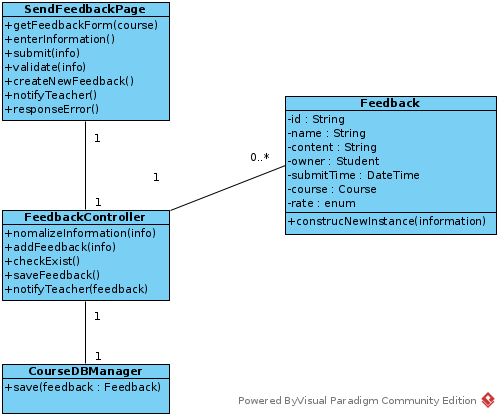 SendFeedbackPage
+getFeedbackForm(course)
+enterInformation()
+submit(info)
+validate(info)
+createNewFeedback()
+notifyTeacher()
+responseError()
Feedback
-id : String
-name : String
-content : String
-owner : Student
-submitTime : DateTime
-course : Course
-rate : enum
+construcNewInstance(information)
1
0..*
1
1
FeedbackController
+nomalizeInformation(info)
+addFeedback(info)
+checkExist()
+saveFeedback()
+notifyTeacher(feedback)
1
1
CourseDBManager
+save(feedback : Feedback)
Powered ByVisual Paradigm Community Edition